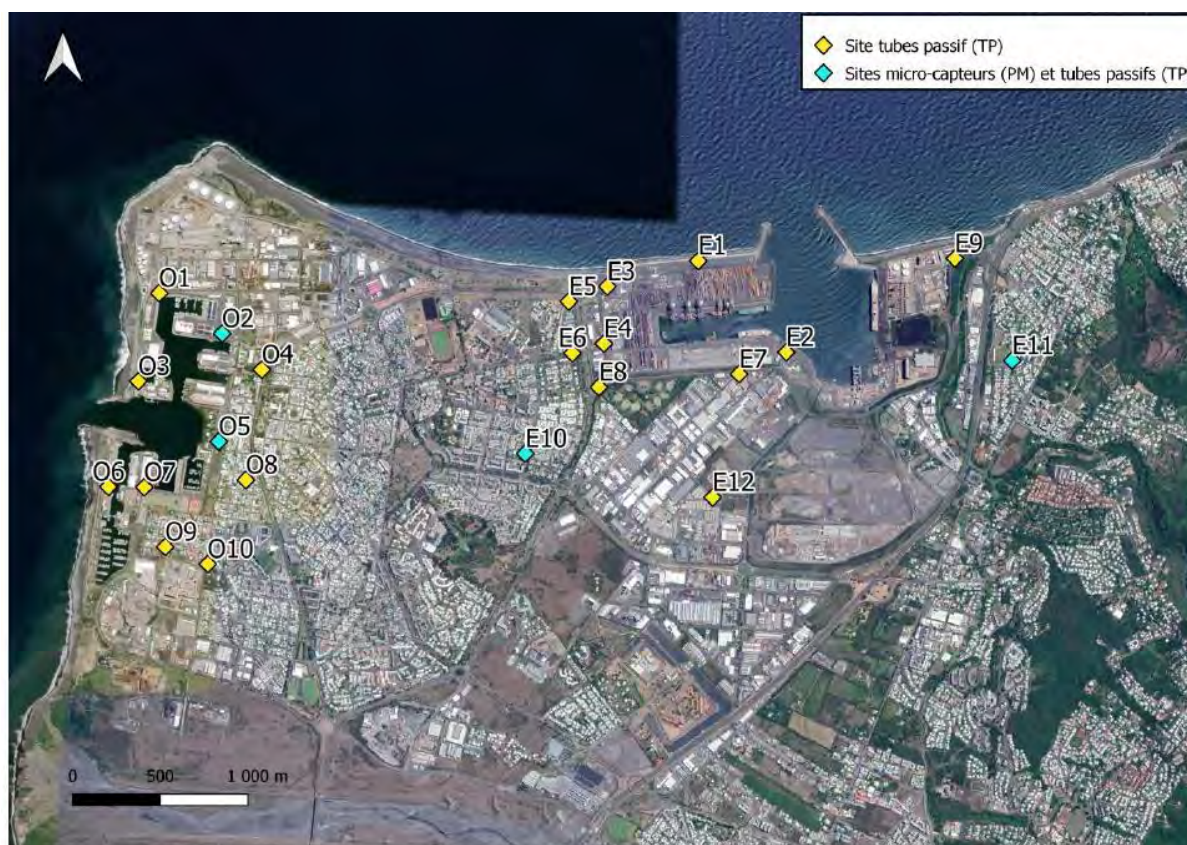 Site tubes passif (TP)
Sites micro-capteurs (PM) et tubes passifs (TP
E1
E9
E3
O1
E5
O2
E4
E6
E2
E11
O4
E7
O3
E8
O5
E10
O8
O6
O7
E12
O9
O10
0 500 1 000 m